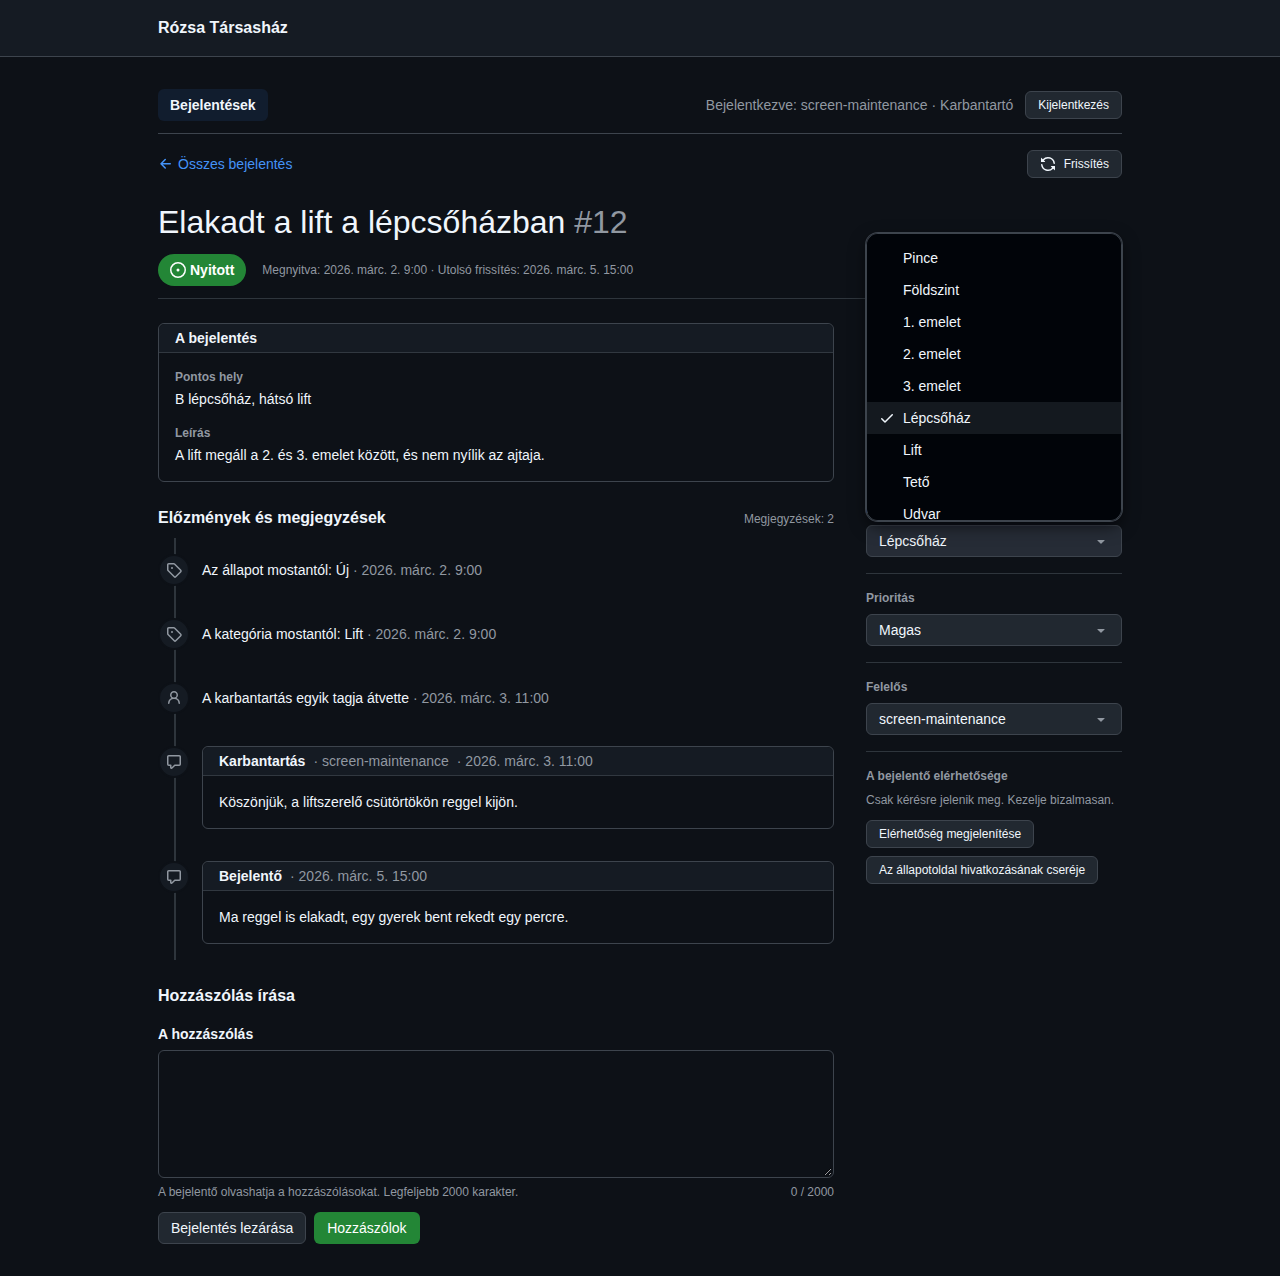 Rózsa Társasház
Bejelentések
Bejelentkezve: screen-maintenance · Karbantartó
Kijelentkezés
Összes bejelentés
Frissítés
Elakadt a lift a lépcsőházban #12
Nyitott
Megnyitva: 2026. márc. 2. 9:00 · Utolsó frissítés: 2026. márc. 5. 15:00
A bejelentés
Pontos hely
B lépcsőház, hátsó lift
Leírás
A lift megáll a 2. és 3. emelet között, és nem nyílik az ajtaja.
Előzmények és megjegyzések
Megjegyzések: 2
Az állapot mostantól: Új · 2026. márc. 2. 9:00
A kategória mostantól: Lift · 2026. márc. 2. 9:00
A karbantartás egyik tagja átvette · 2026. márc. 3. 11:00
Karbantartás · screen-maintenance · 2026. márc. 3. 11:00
Köszönjük, a liftszerelő csütörtökön reggel kijön.
Bejelentő · 2026. márc. 5. 15:00
Ma reggel is elakadt, egy gyerek bent rekedt egy percre.
Hozzászólás írása
A hozzászólás
A bejelentő olvashatja a hozzászólásokat. Legfeljebb 2000 karakter.
0 / 2000
Bejelentés lezárása
Hozzászólok
Pince
Földszint
1. emelet
2. emelet
3. emelet
Lépcsőház
Lift
Tető
Udvar
Lépcsőház
Prioritás
Magas
Felelős
screen-maintenance
A bejelentő elérhetősége
Csak kérésre jelenik meg. Kezelje bizalmasan.
Elérhetőség megjelenítése
Az állapotoldal hivatkozásának cseréje